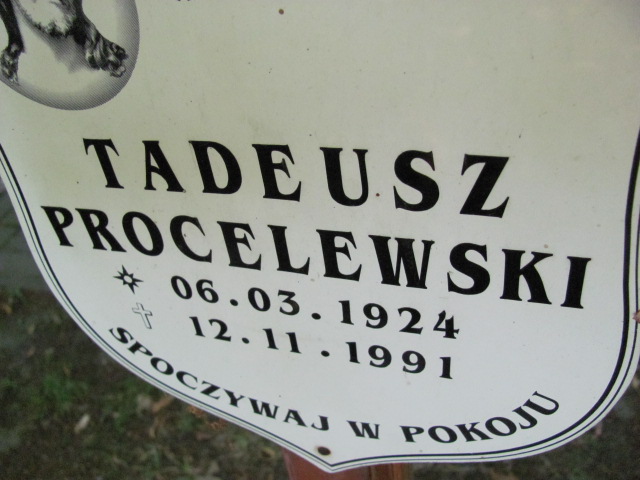 TADEUSZ
PROCELEWSKI
06.03.1924
12.11.1991
SPOCZYWAJ W POKOJU